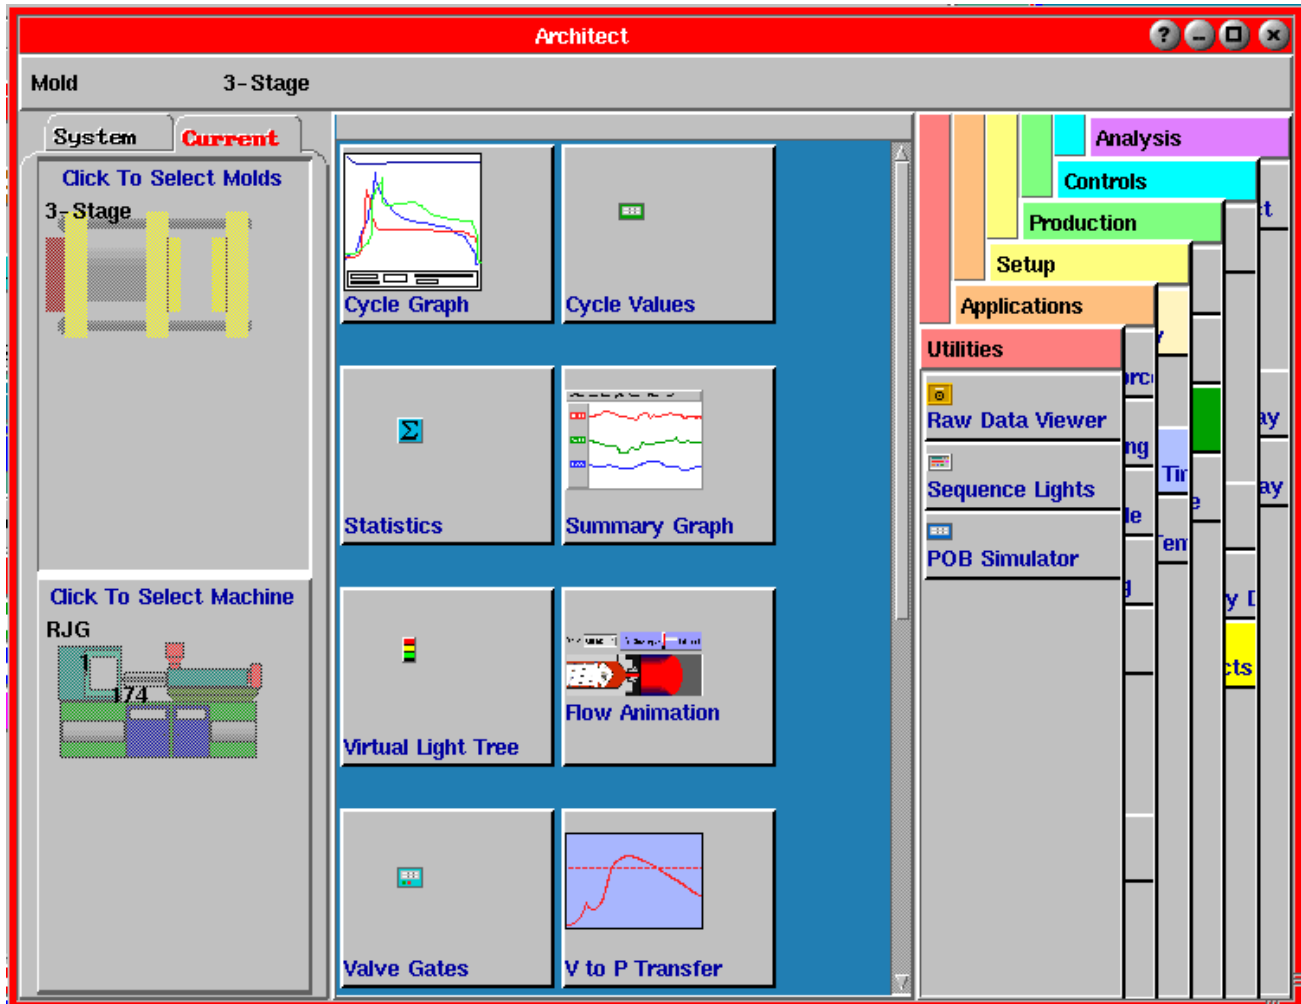 Architect
Mold 3-Stage
System Current
Click To Select Molds
3-Stage
Click To Select Machine
RJG
1
174
Cycle Graph
Cycle Values
Statistics
Summary Graph
Virtual Light Tree
Flow Animation
Valve Gates
V to P Transfer
Analysis
Controls
Production
Setup
Applications
Utilities
Raw Data Viewer
Sequence Lights
POB Simulator